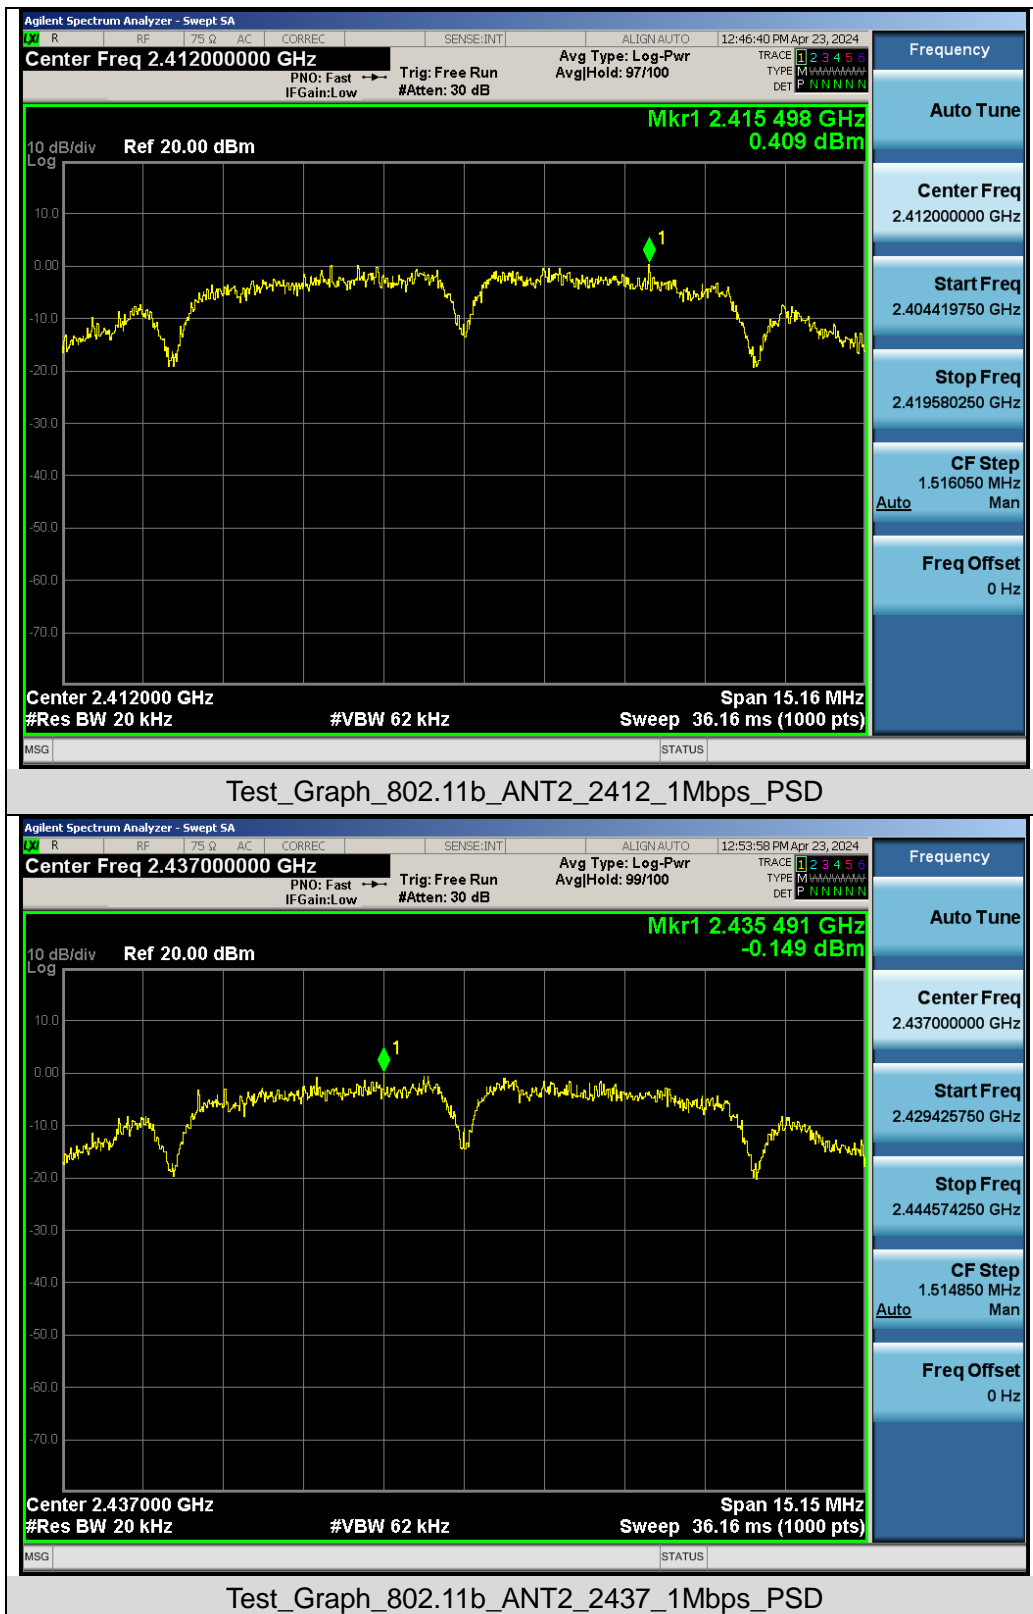 Agilent Spectrum Analyzer - Swept SA
LXI R RF 75 Ω AC CORREC SENSE:INT ALIGN AUTO 12:46:40 PM Apr 23, 2024
Center Freq 2.412000000 GHz
PNO: Fast
IFGain:Low
Trig: Free Run
#Atten: 30 dB
Avg Type: Log-Pwr
Avg|Hold: 97/100
TRACE 1 2 3 4 5 6
TYPE M
DET P N N N N N
Mkr1 2.415 498 GHz
0.409 dBm
10 dB/div
Log
Ref 20.00 dBm
1
10.0
0.00
-10.0
-20.0
-30.0
-40.0
-50.0
-60.0
-70.0
Center 2.412000 GHz
Span 15.16 MHz
#Res BW 20 kHz
#VBW 62 kHz
Sweep 36.16 ms (1000 pts)
MSG
STATUS
Frequency
Auto Tune
Center Freq
2.412000000 GHz
Start Freq
2.404419750 GHz
Stop Freq
2.419580250 GHz
CF Step
1.516050 MHz
Auto Man
Freq Offset
0 Hz
Test_Graph_802.11b_ANT2_2412_1Mbps_PSD
Agilent Spectrum Analyzer - Swept SA
LXI R RF 75 Ω AC CORREC SENSE:INT ALIGN AUTO 12:53:58 PM Apr 23, 2024
Center Freq 2.437000000 GHz
PNO: Fast
IFGain:Low
Trig: Free Run
#Atten: 30 dB
Avg Type: Log-Pwr
Avg|Hold: 99/100
TRACE 1 2 3 4 5 6
TYPE M
DET P N N N N N
Mkr1 2.435 491 GHz
-0.149 dBm
10 dB/div
Log
Ref 20.00 dBm
1
10.0
0.00
-10.0
-20.0
-30.0
-40.0
-50.0
-60.0
-70.0
Center 2.437000 GHz
Span 15.15 MHz
#Res BW 20 kHz
#VBW 62 kHz
Sweep 36.16 ms (1000 pts)
MSG
STATUS
Frequency
Auto Tune
Center Freq
2.437000000 GHz
Start Freq
2.429425750 GHz
Stop Freq
2.444574250 GHz
CF Step
1.514850 MHz
Auto Man
Freq Offset
0 Hz
Test_Graph_802.11b_ANT2_2437_1Mbps_PSD